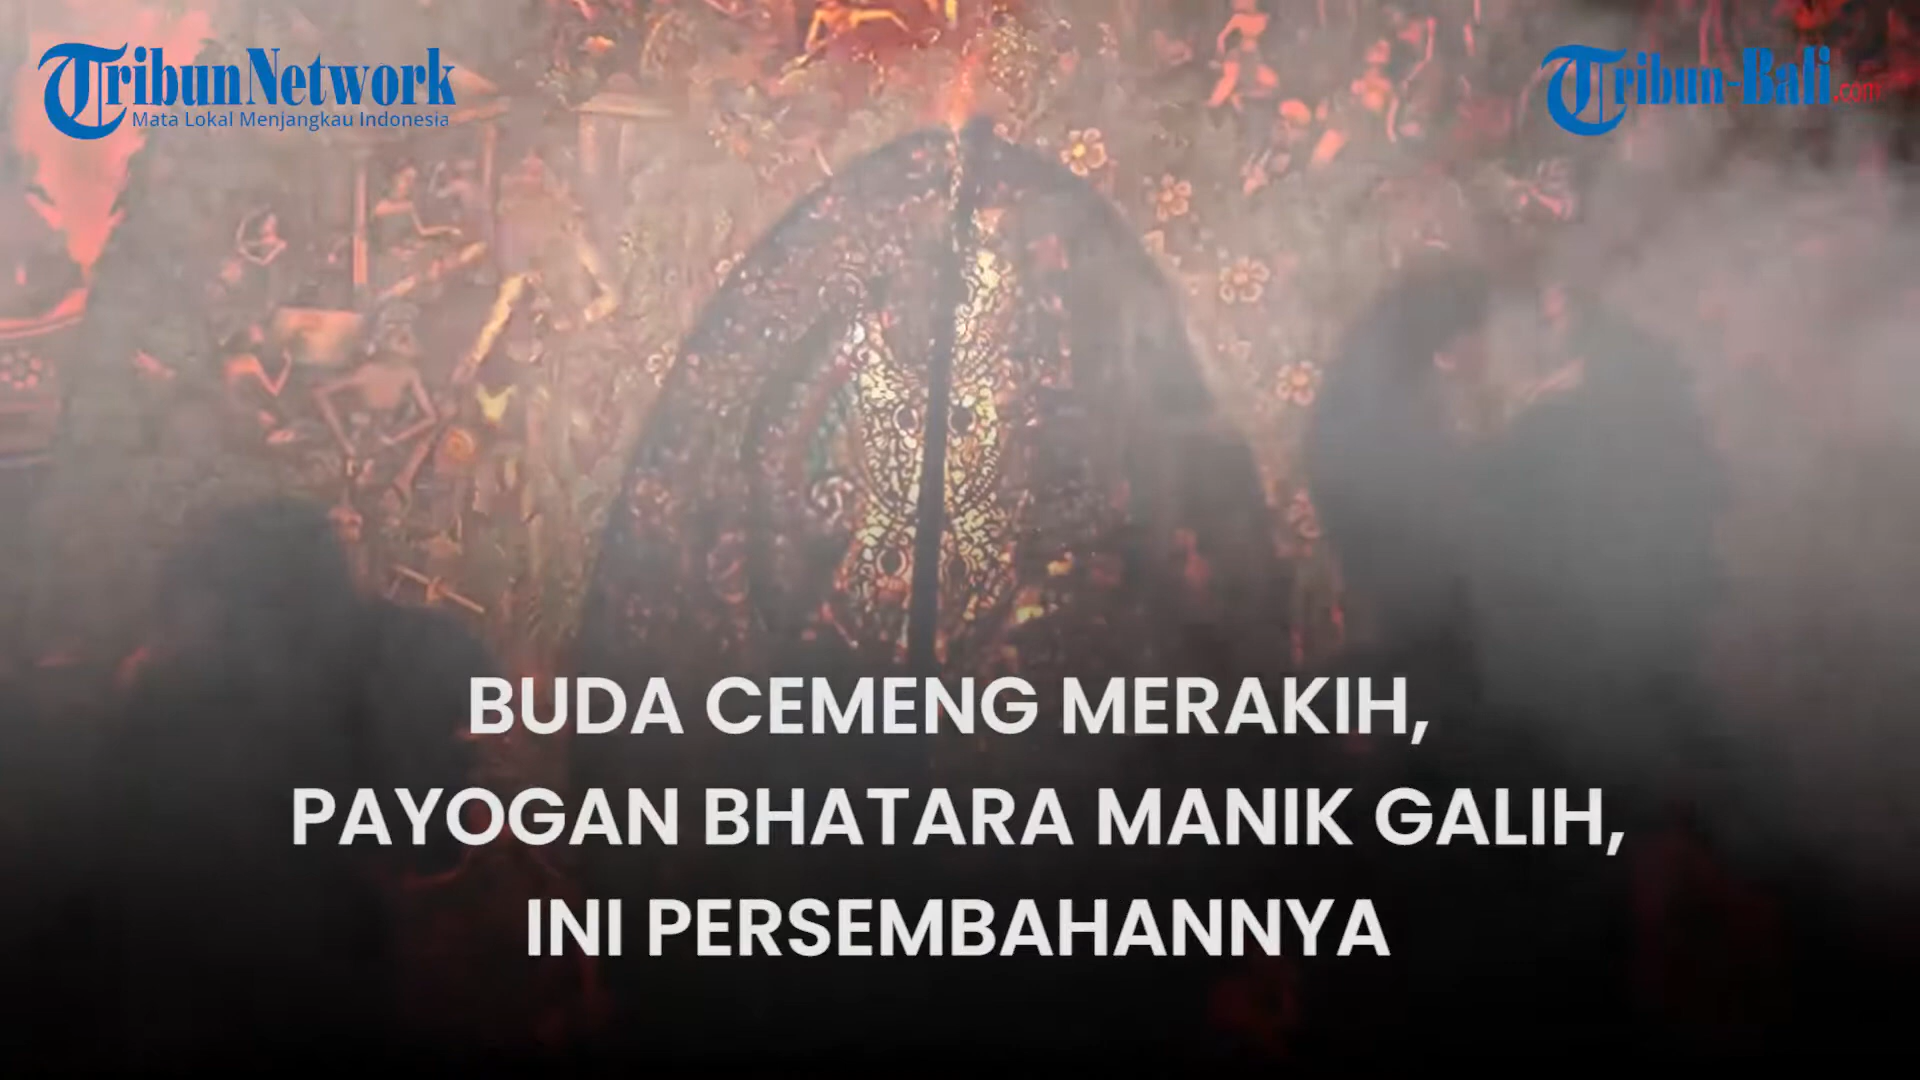 TribunNetwork
Mata Lokal Menjangkau Indonesia
Tribun-Bali.com
BUDA CEMENG MERAKIH,
PAYOGAN BHATARA MANIK GALIH,
INI PERSEMBAHANNYA